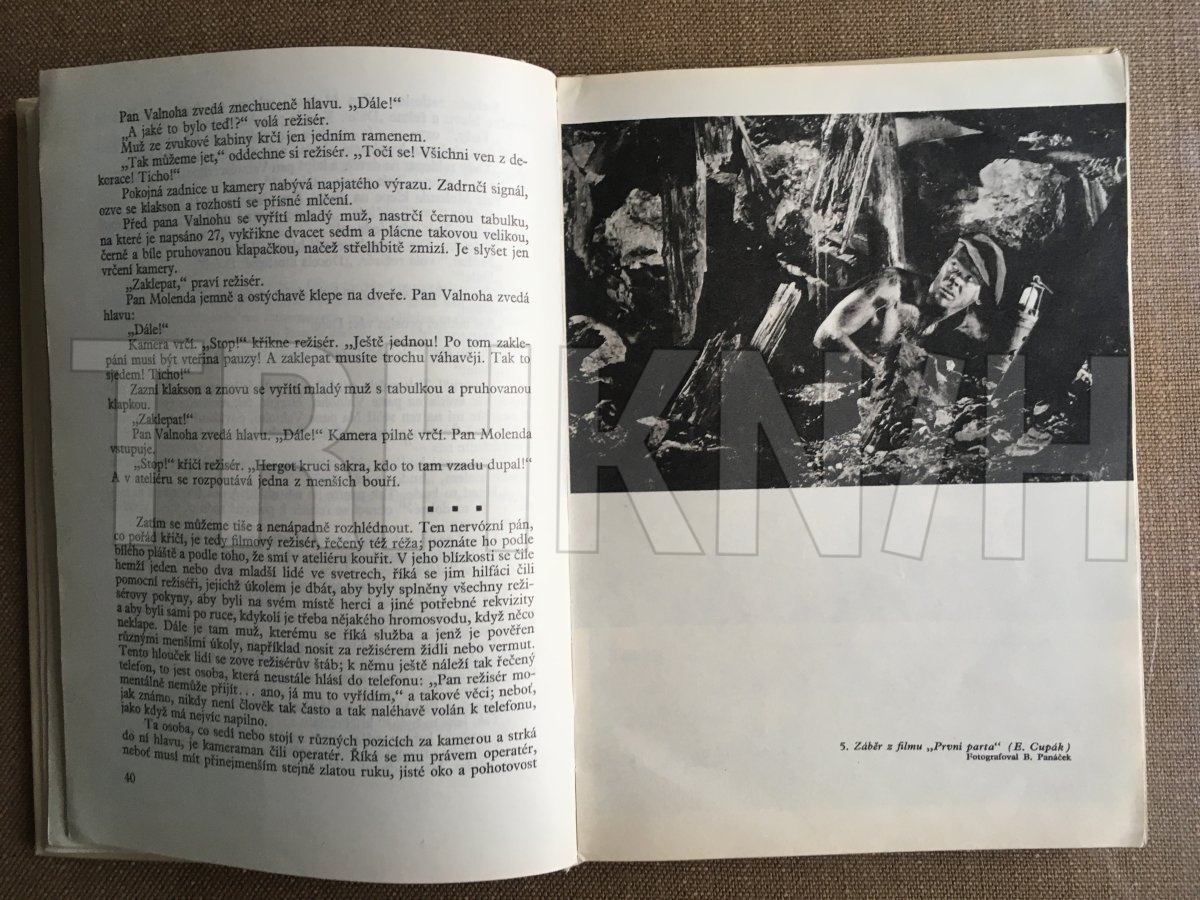 Pan Valnoha zvedá znechuceně hlavu. „Dále!“
„A jaké to bylo teď!?“ volá režisér.
Muž ze zvukové kabiny krčí jen jedním ramenem.
„Tak můžeme jet,“ oddechne si režisér. „Točí se! Všichni ven z de-
korace! Ticho!“
Pokojná zadnice u kamery nabývá napjatého výrazu. Zadrnčí signál,
ozve se klakson a rozhostí se přísné mlčení.
Před pana Valnohu se vyřítí mladý muž, nastrčí černou tabulku,
na které je napsáno 27, vykřikne dvacet sedm a plácne takovou velikou,
černě a bíle pruhovanou klapačkou, načež střelhbitě zmizí. Je slyšet jen
vrčení kamery.
„Zaklepat,“ praví režisér.
Pan Molenda jemně a ostýchavě klepe na dveře. Pan Valnoha zvedá
hlavu:
„Dále!“
Kamera vrčí. „Stop!“ křikne režisér. „Ještě jednou! Po tom zakle-
pání musí být vteřina pauzy! A zaklepat musíte trochu váhavěji. Tak to
sjedem! Ticho!“
Zazní klakson a znovu se vyřítí mladý muž s tabulkou a pruhovanou
klapkou.
„Zaklepat!“
Pan Valnoha zvedá hlavu. „Dále!“ Kamera pilně vrčí. Pan Molenda
vstupuje.
„Stop!“ křičí režisér. „Hergot kruci sakra, kdo to tam vzadu dupal!“
A v ateliéru se rozpoutává jedna z menších bouří.
Zatím se můžeme tiše a nenápadně rozhlédnout. Ten nervózní pán,
co pořád křičí, je tedy filmový režisér, řečený též réža; poznáte ho podle
bílého pláště a podle toho, že smí v ateliéru kouřit. V jeho blízkosti se čile
hemží jeden nebo dva mladší lidé ve svetrech, říká se jim hilfáci čili
pomocní režiséři, jejichž úkolem je dbát, aby byly splněny všechny reži-
sérovy pokyny, aby byli na svém místě herci a jiné potřebné rekvizity
a aby byli sami po ruce, kdykoli je třeba nějakého hromosvodu, když něco
neklape. Dále je tam muž, kterému se říká služba a jenž je pověřen
různými menšími úkoly, například nosit za režisérem židli nebo vermut.
Tento hlouček lidí se zove režisérův štáb; k němu ještě náleží tak řečený
telefon, to jest osoba, která neustále hlásí do telefonu: „Pan režisér mo-
mentálně nemůže přijít... ano, já mu to vyřídím,“ a takové věci; neboť,
jak známo, nikdy není člověk tak často a tak naléhavě volán k telefonu,
jako když má nejvíc napilno.
Ta osoba, co sedí nebo stojí v různých pozicích za kamerou a strká
do ní hlavu, je kameraman čili operatér. Říká se mu právem operatér,
neboť musí mít přinejmenším stejně zlatou ruku, jisté oko a pohotovost
40
5. Záběr z filmu „První parta“ (E. Cupák)
Fotografoval B. Panáček
TRHKNIH